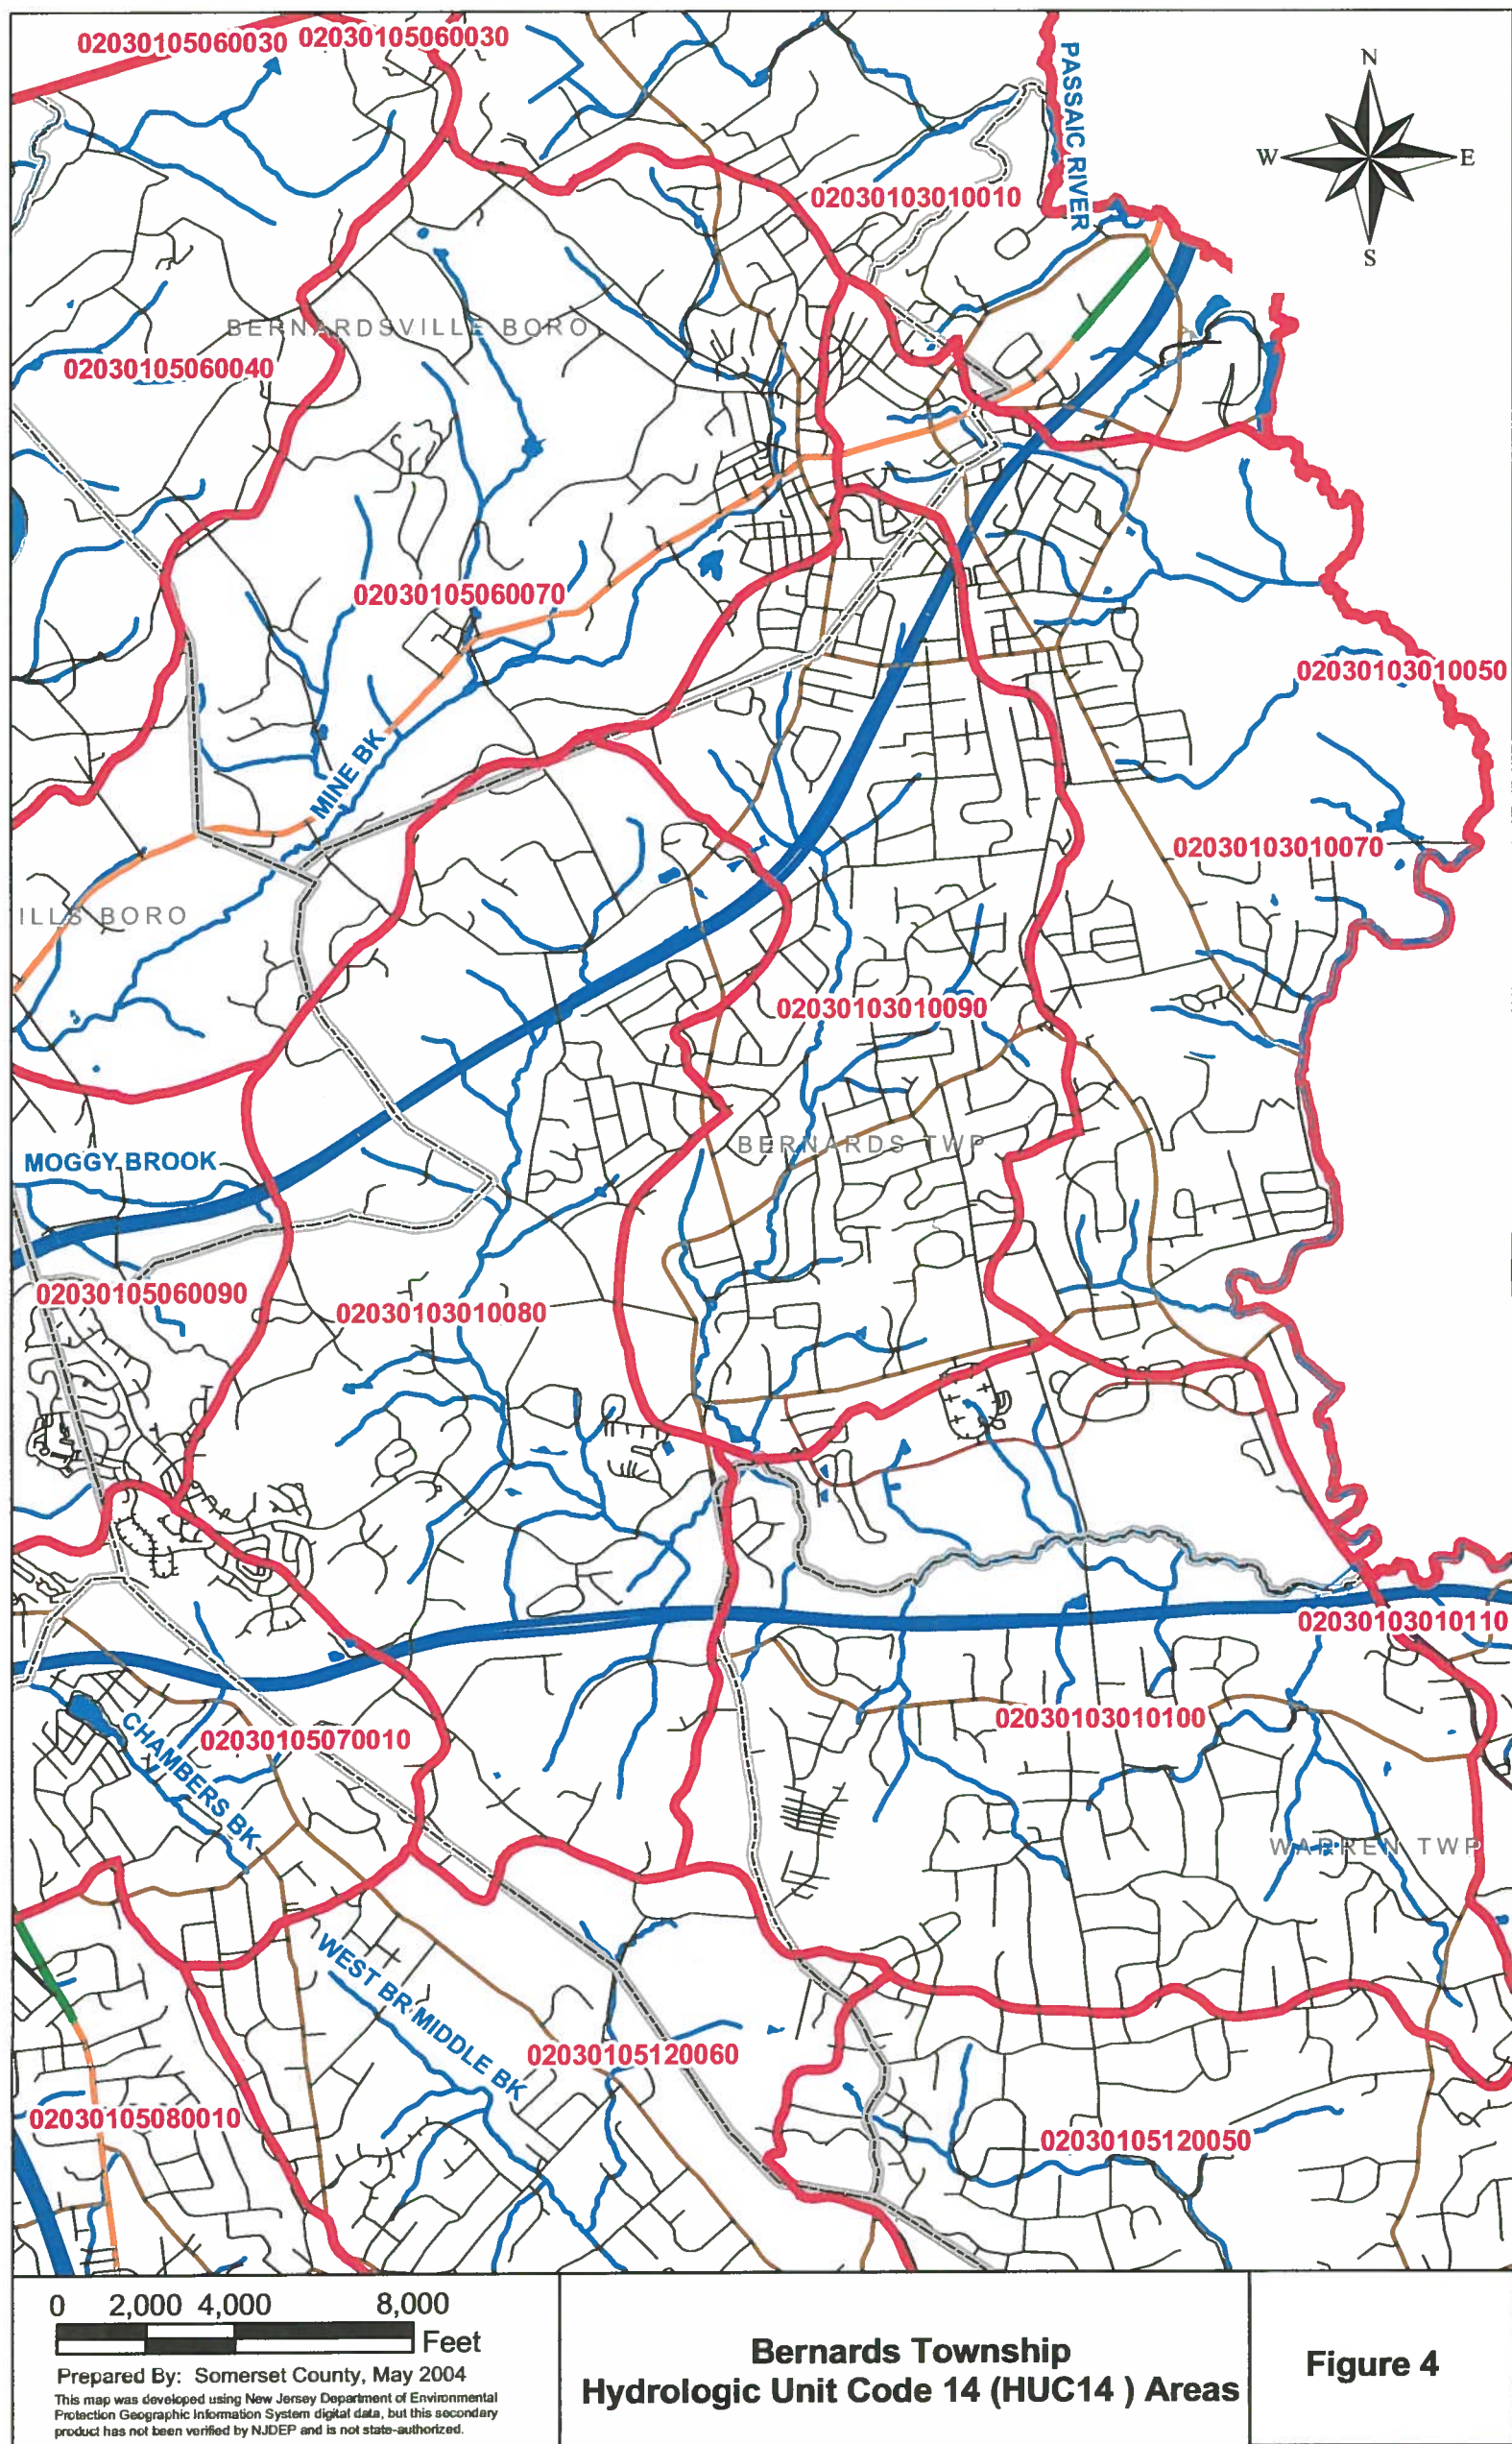 02030105060030 02030105060030
PASSAIC RIVER
N
W E
S
02030103010010
BERNARDSVILLE BORO
02030105060040
02030105060070
02030103010050
MINE BK
02030103010070
ILLS BORO
02030103010090
BERNARDS TWP
MOGGY BROOK
02030105060090
02030103010080
02030103010110
02030103010100
CHAMBERS BK
02030105070010
WARREN TWP
WEST BR MIDDLE BK
02030105120060
02030105080010
02030105120050
0 2,000 4,000 8,000
Feet
Prepared By: Somerset County, May 2004
This map was developed using New Jersey Department of Environmental
Protection Geographic Information System digital data, but this secondary
product has not been verified by NJDEP and is not state-authorized.
Bernards Township
Hydrologic Unit Code 14 (HUC14 ) Areas
Figure 4